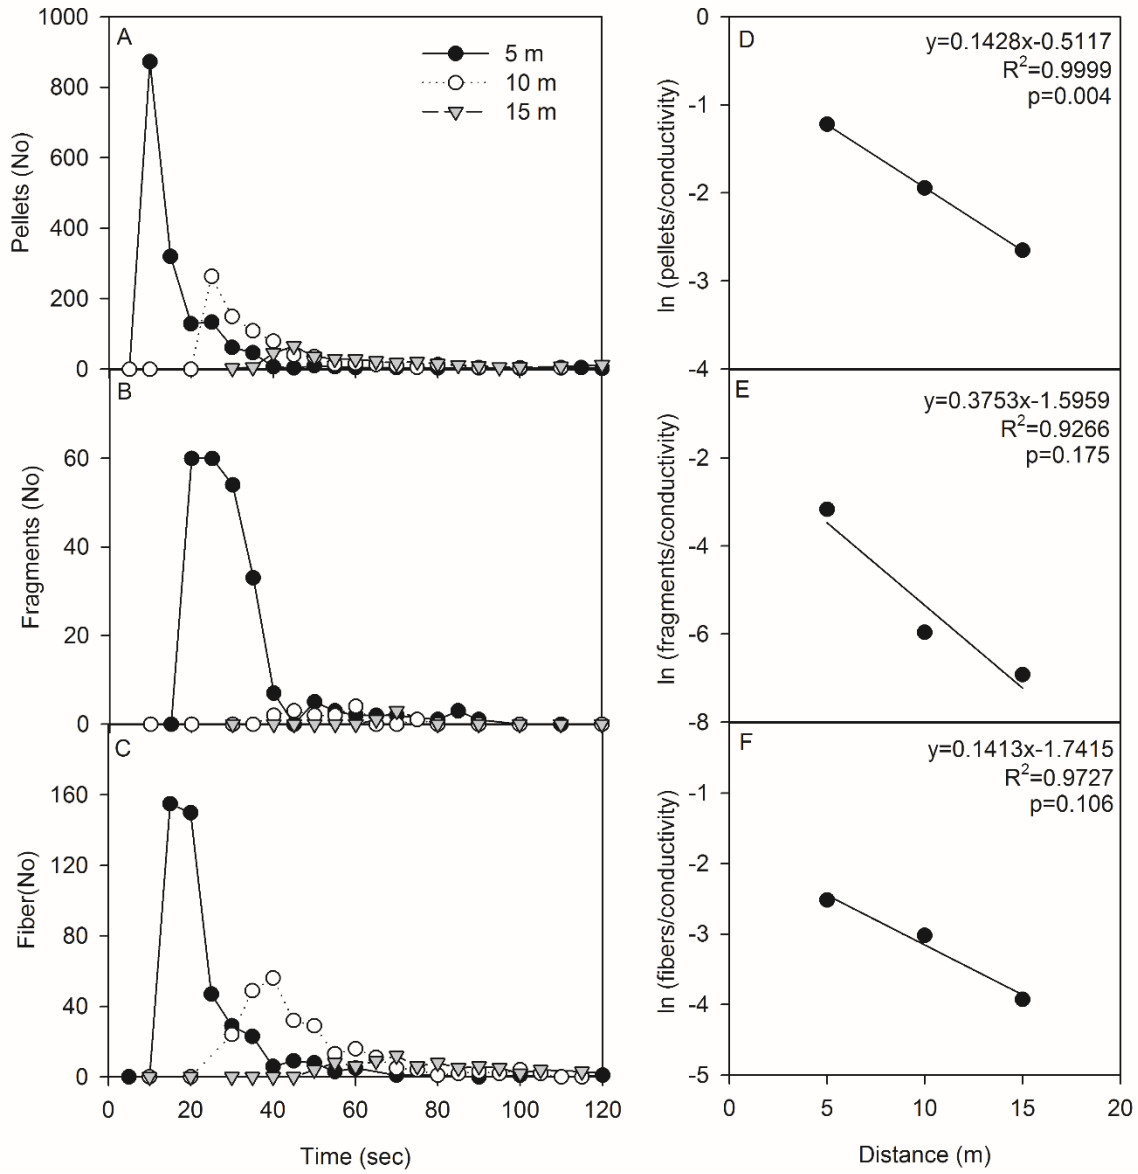 A
5 m
10 m
15 m
Pellets (No)
1000
800
600
400
200
0
B
Fragments (No)
60
40
20
0
C
Fiber(No)
160
120
80
40
0
0 20 40 60 80 100 120
Time (sec)
D
y=0.1428x-0.5117
R²=0.9999
p=0.004
ln (pellets/conductivity)
0
-1
-2
-3
-4
E
y=0.3753x-1.5959
R²=0.9266
p=0.175
ln (fragments/conductivity)
-2
-4
-6
-8
F
y=0.1413x-1.7415
R²=0.9727
p=0.106
ln (fibers/conductivity)
-1
-2
-3
-4
-5
0 5 10 15 20
Distance (m)